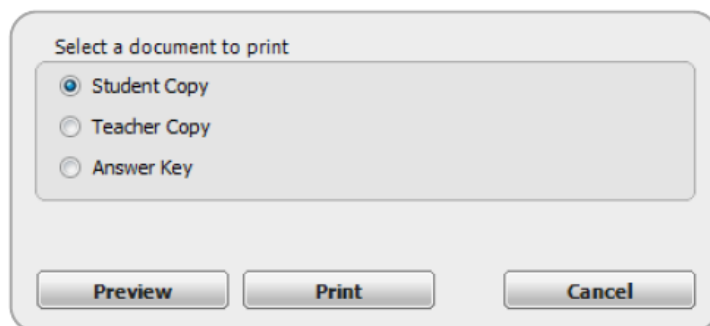 Select a document to print
Student Copy
Teacher Copy
Answer Key
Preview Print Cancel